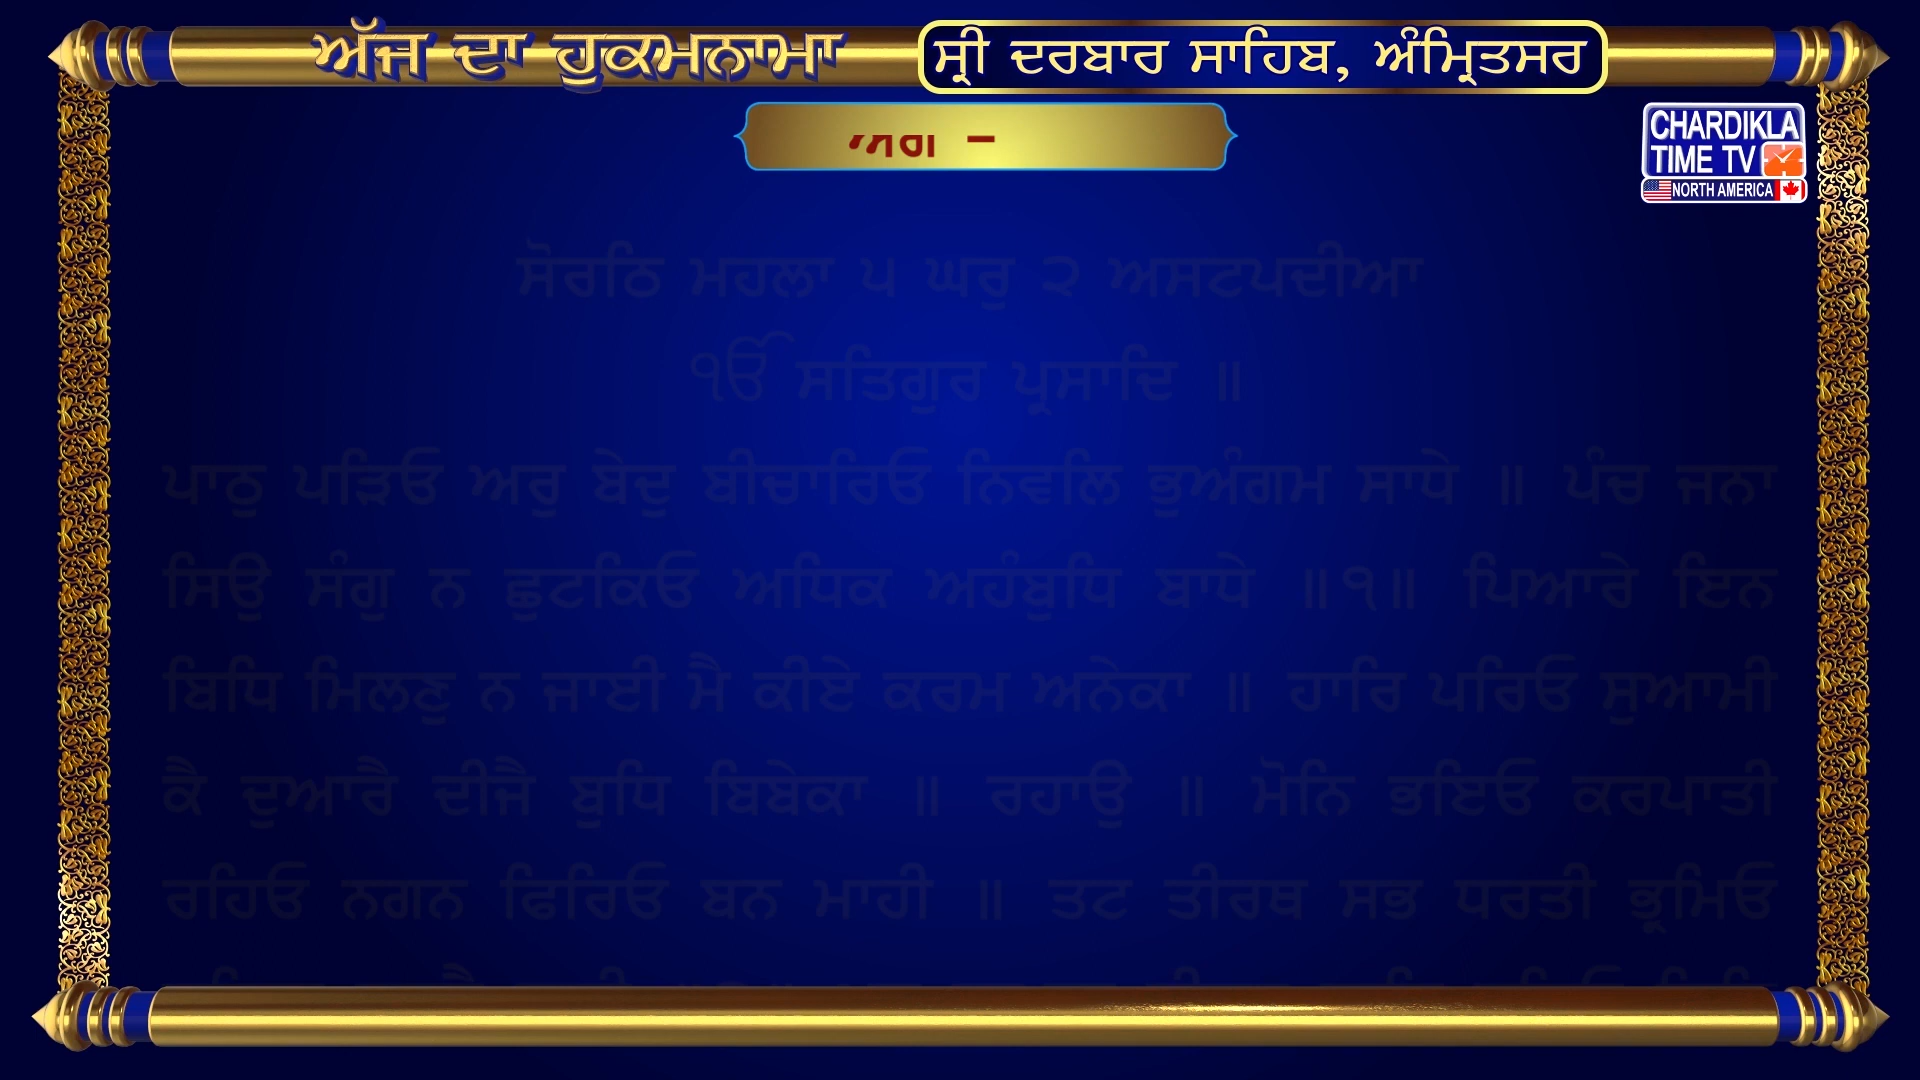 ਅੱਜ ਦਾ ਹੁਕਮਨਾਮਾ
ਸ੍ਰੀ ਦਰਬਾਰ ਸਾਹਿਬ, ਅੰਮ੍ਰਿਤਸਰ
CHARDIKLA
TIME TV
NORTH AMERICA
ਸੋਰਠਿ ਮਹਲਾ ੫ ਘਰੁ ੨ ਅਸਟਪਦੀਆ
ੴ ਸਤਿਗੁਰ ਪ੍ਰਸਾਦਿ ॥
ਪਾਠੁ ਪੜਿਓ ਅਰੁ ਬੇਦੁ ਬੀਚਾਰਿਓ ਨਿਵਲਿ ਭੁਅੰਗਮ ਸਾਧੇ ॥ ਪੰਚ ਜਨਾ
ਸਿਉ ਸੰਗੁ ਨ ਛੁਟਕਿਓ ਅਧਿਕ ਅਹੰਬੁਧਿ ਬਾਧੇ ॥੧॥ ਪਿਆਰੇ ਇਨ
ਬਿਧਿ ਮਿਲਣੁ ਨ ਜਾਈ ਮੈ ਕੀਏ ਕਰਮ ਅਨੇਕਾ ॥ ਹਾਰਿ ਪਰਿਓ ਸੁਆਮੀ
ਕੈ ਦੁਆਰੈ ਦੀਜੈ ਬੁਧਿ ਬਿਬੇਕਾ ॥ ਰਹਾਉ ॥ ਮੋਨਿ ਭਇਓ ਕਰਪਾਤੀ
ਰਹਿਓ ਨਗਨ ਫਿਰਿਓ ਬਨ ਮਾਹੀ ॥ ਤਟ ਤੀਰਥ ਸਭ ਧਰਤੀ ਭ੍ਰਮਿਓ